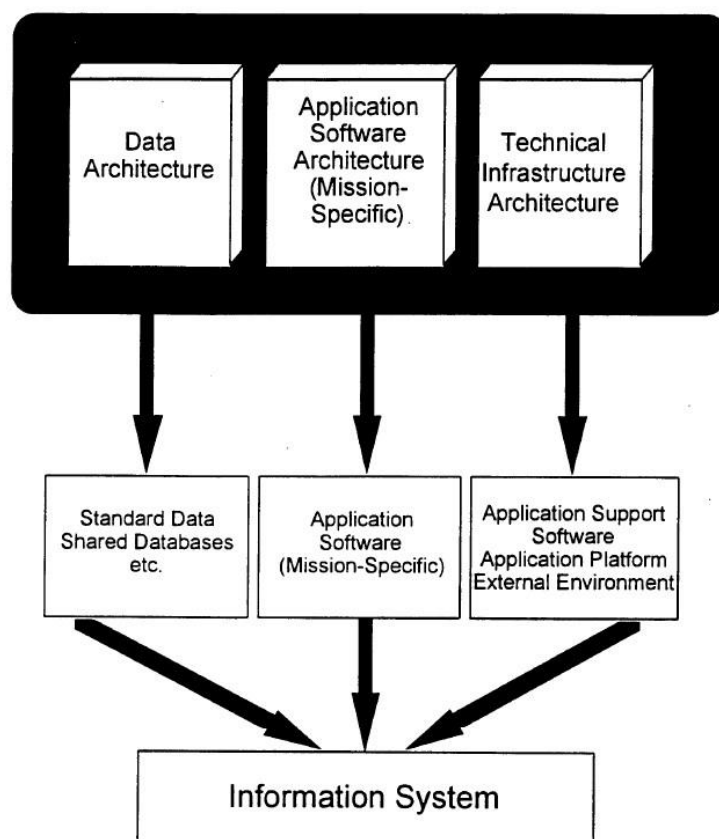 Data
Architecture
Application
Software
Architecture
(Mission-
Specific)
Technical
Infrastructure
Architecture
Standard Data
Shared Databases
etc.
Application
Software
(Mission-Specific)
Application Support
Software
Application Platform
External Environment
Information System